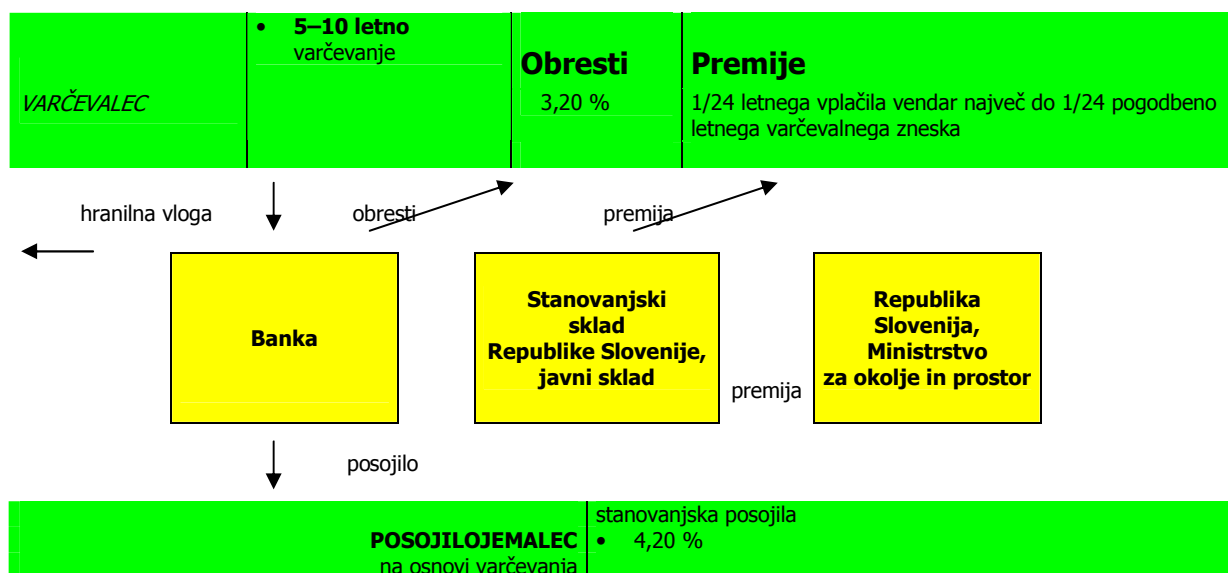 VARČEVALEC
• 5–10 letno
varčevanje
Obresti
3,20 %
Premije
1/24 letnega vplačila vendar največ do 1/24 pogodbeno
letnega varčevalnega zneska
hranilna vloga
obresti
premija
Banka
Stanovanjski
sklad
Republike Slovenije,
javni sklad
premija
Republika
Slovenija,
Ministrstvo
za okolje in prostor
posojilo
POSOJILOJEMALEC
na osnovi varčevanja
stanovanjska posojila
• 4,20 %